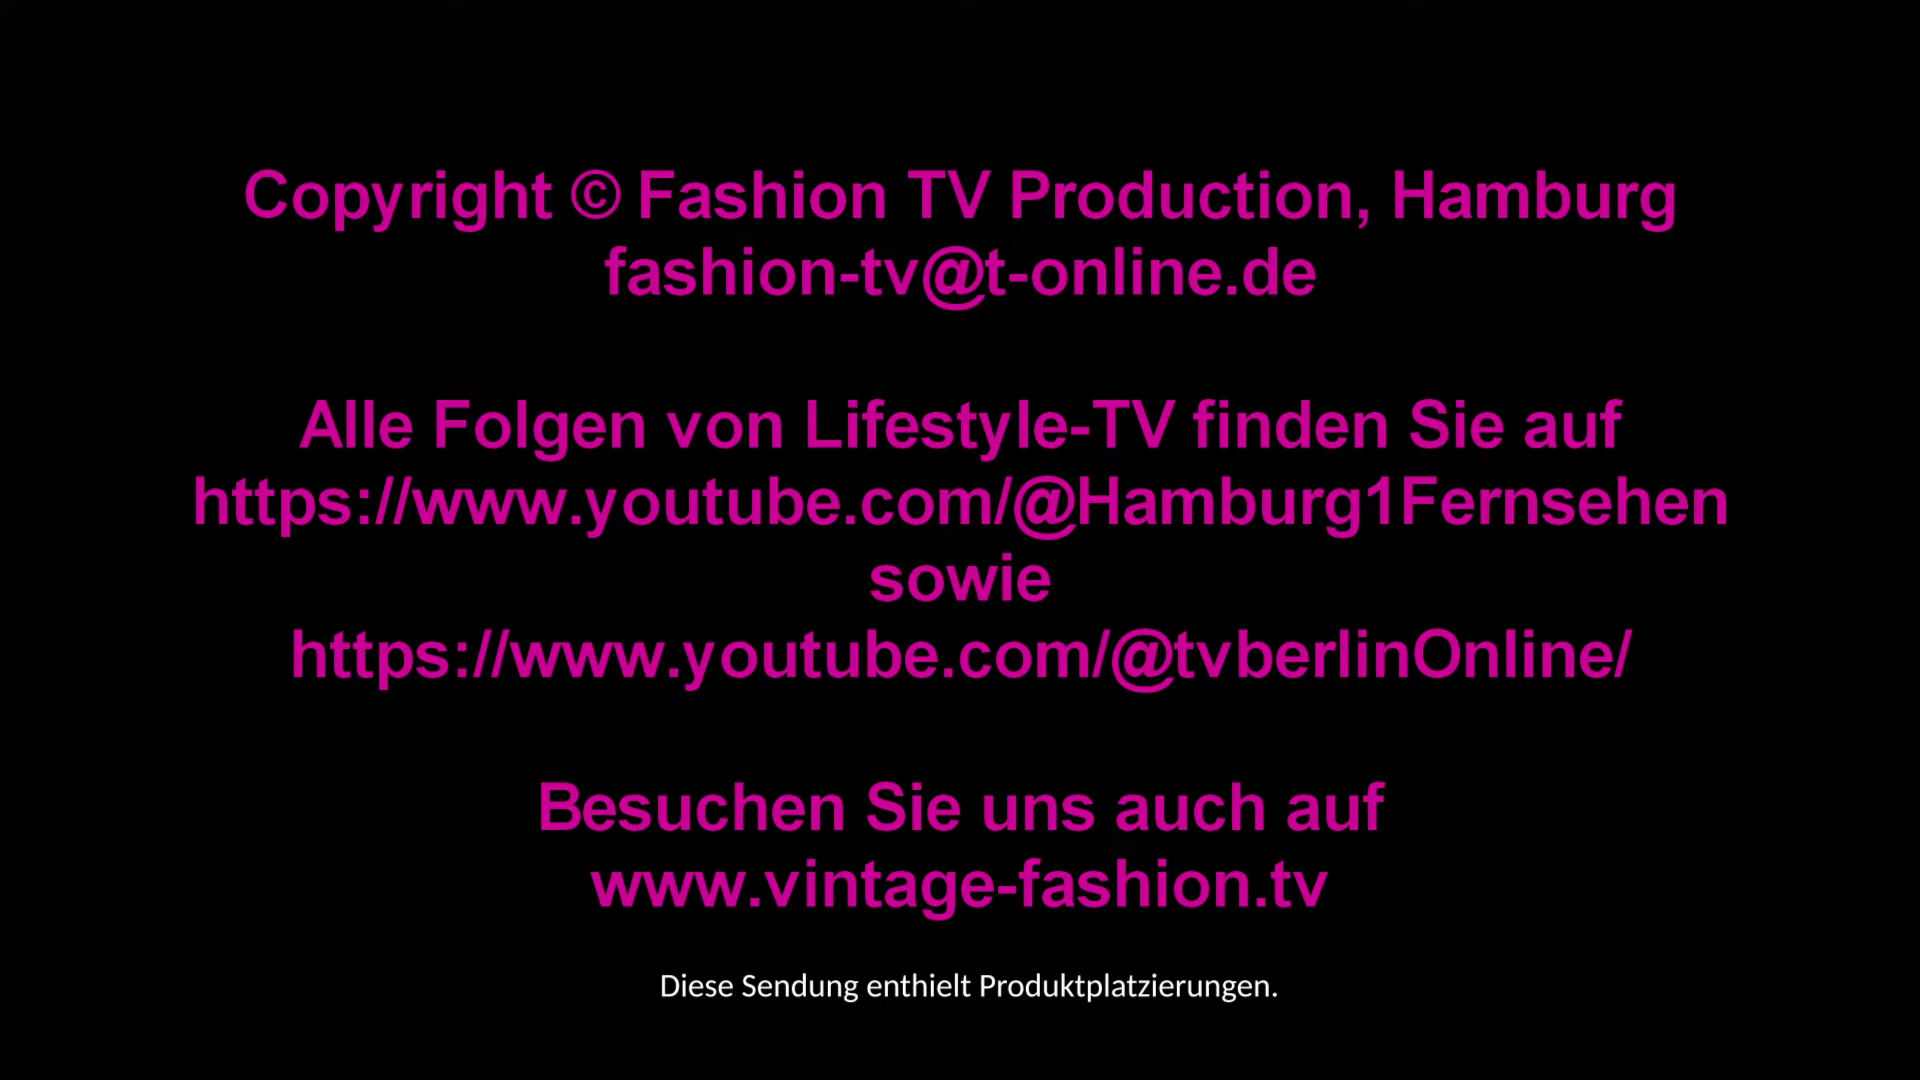 Copyright © Fashion TV Production, Hamburg
fashion-tv@t-online.de
Alle Folgen von Lifestyle-TV finden Sie auf
https://www.youtube.com/@Hamburg1Fernsehen
sowie
https://www.youtube.com/@tvberlinOnline/
Besuchen Sie uns auch auf
www.vintage-fashion.tv
Diese Sendung enthielt Produktplatzierungen.